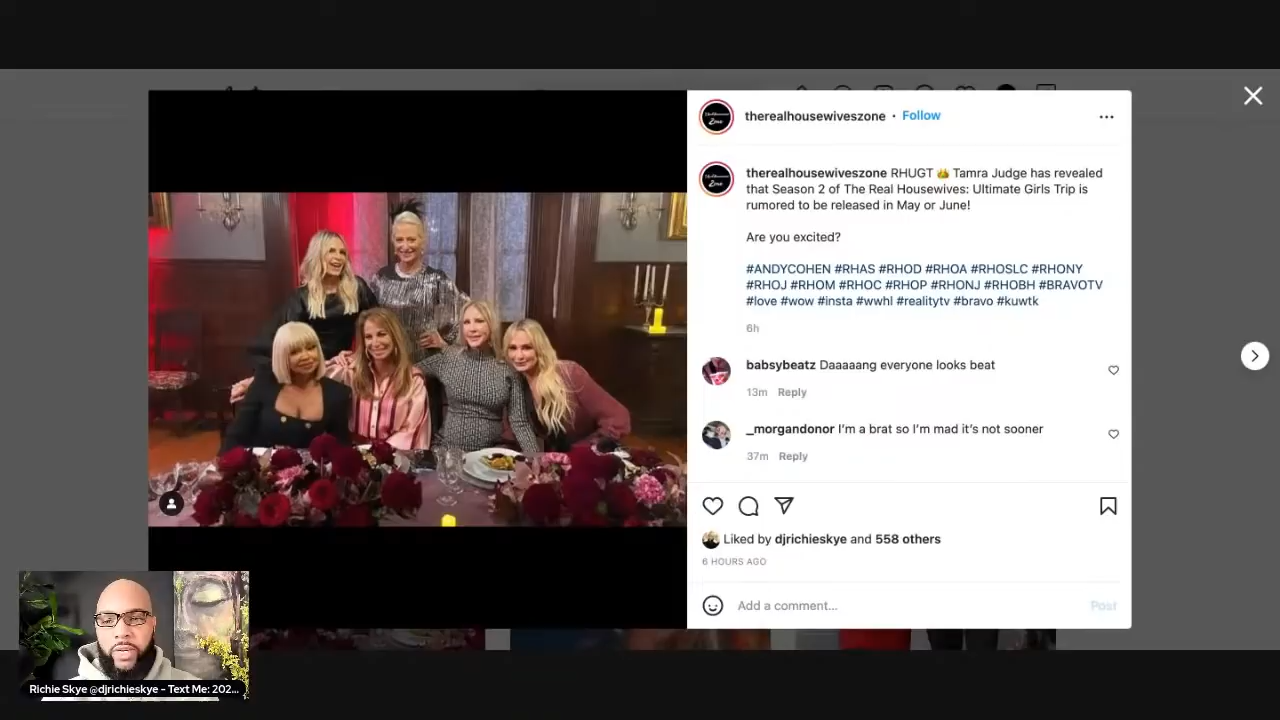 therealhousewiveszone • Follow
therealhousewiveszone RHUGT 👑 Tamra Judge has revealed
that Season 2 of The Real Housewives: Ultimate Girls Trip is
rumored to be released in May or June!
Are you excited?
#ANDYCOHEN #RHAS #RHOD #RHOA #RHOSLC #RHONY
#RHOJ #RHOM #RHOC #RHOP #RHONJ #RHOBH #BRAVOTV
#love #wow #insta #wwhl #realitytv #bravo #kuwtk
6h
babsybeatz Daaaaang everyone looks beat
13m Reply
_morgandonor I'm a brat so I'm mad it's not sooner
37m Reply
Liked by djrichieskye and 558 others
6 HOURS AGO
Add a comment... Post
Richie Skye @djrichieskye - Text Me: 202...